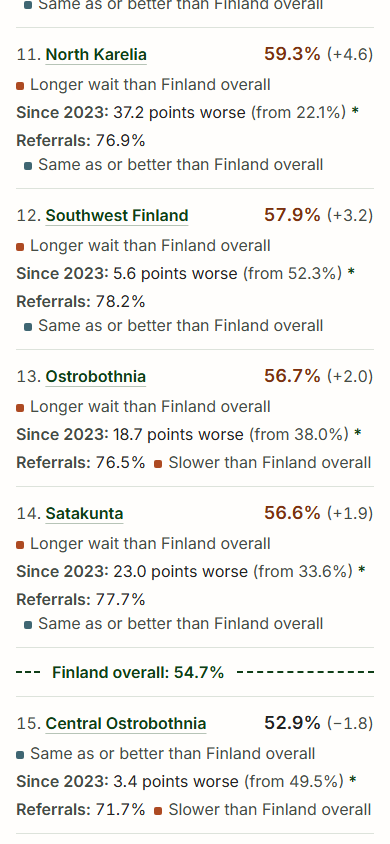 Same as or better than Finland overall
11. North Karelia 59.3% (+4.6)
Longer wait than Finland overall
Since 2023: 37.2 points worse (from 22.1%) *
Referrals: 76.9%
Same as or better than Finland overall
12. Southwest Finland 57.9% (+3.2)
Longer wait than Finland overall
Since 2023: 5.6 points worse (from 52.3%) *
Referrals: 78.2%
Same as or better than Finland overall
13. Ostrobothnia 56.7% (+2.0)
Longer wait than Finland overall
Since 2023: 18.7 points worse (from 38.0%) *
Referrals: 76.5% Slower than Finland overall
14. Satakunta 56.6% (+1.9)
Longer wait than Finland overall
Since 2023: 23.0 points worse (from 33.6%) *
Referrals: 77.7%
Same as or better than Finland overall
Finland overall: 54.7%
15. Central Ostrobothnia 52.9% (−1.8)
Same as or better than Finland overall
Since 2023: 3.4 points worse (from 49.5%) *
Referrals: 71.7% Slower than Finland overall